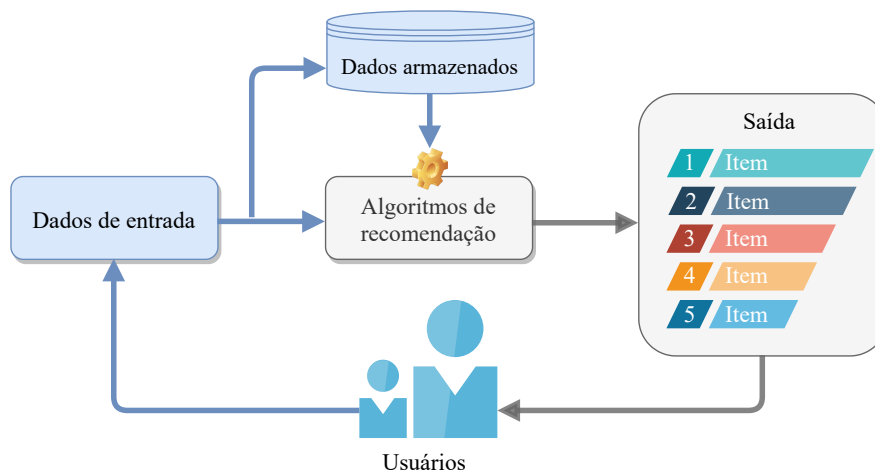 Dados armazenados
Saída
1 Item
2 Item
3 Item
4 Item
5 Item
Dados de entrada
Algoritmos de
recomendação
Usuários